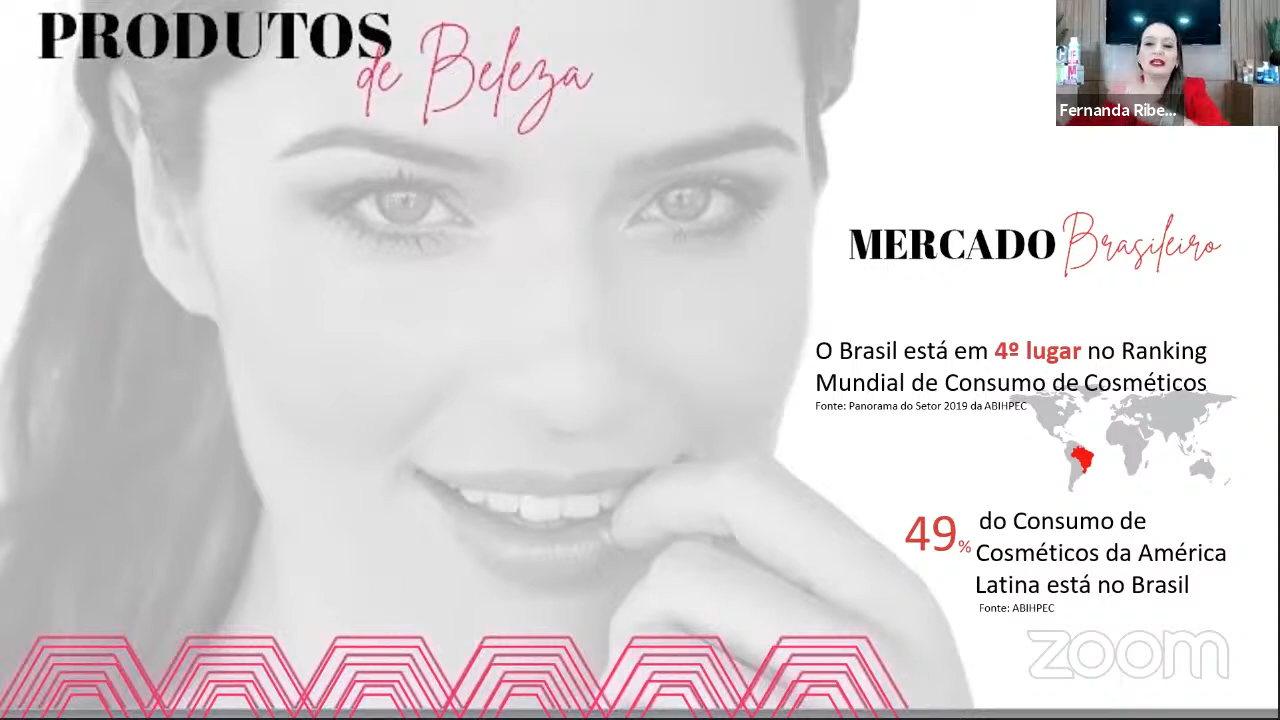 PRODUTOS
de Beleza
Fernanda Ribe...
MERCADO Brasileiro
O Brasil está em 4º lugar no Ranking
Mundial de Consumo de Cosméticos
Fonte: Panorama do Setor 2019 da ABIHPEC
49% do Consumo de
Cosméticos da América
Latina está no Brasil
Fonte: ABIHPEC
zoom